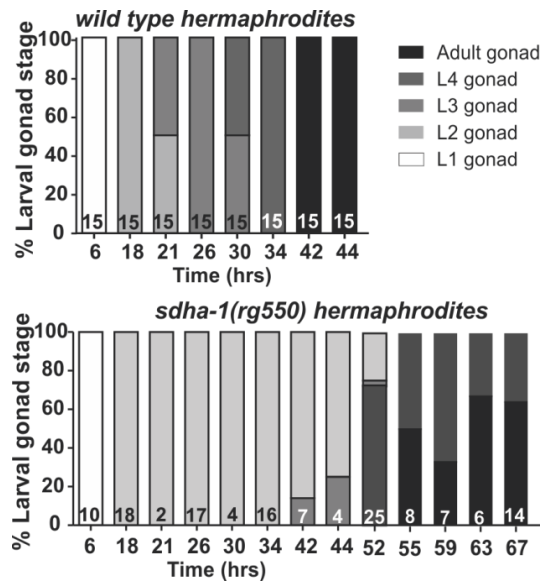 wild type hermaphrodites
% Larval gonad stage
100
80
60
40
20
0
15 15 15 15 15 15 15 15
6 18 21 26 30 34 42 44
Time (hrs)
Adult gonad
L4 gonad
L3 gonad
L2 gonad
L1 gonad
sdha-1(rg550) hermaphrodites
% Larval gonad stage
100
80
60
40
20
0
10 18 2 17 4 16 7 4 25 8 7 6 14
6 18 21 26 30 34 42 44 52 55 59 63 67
Time (hrs)